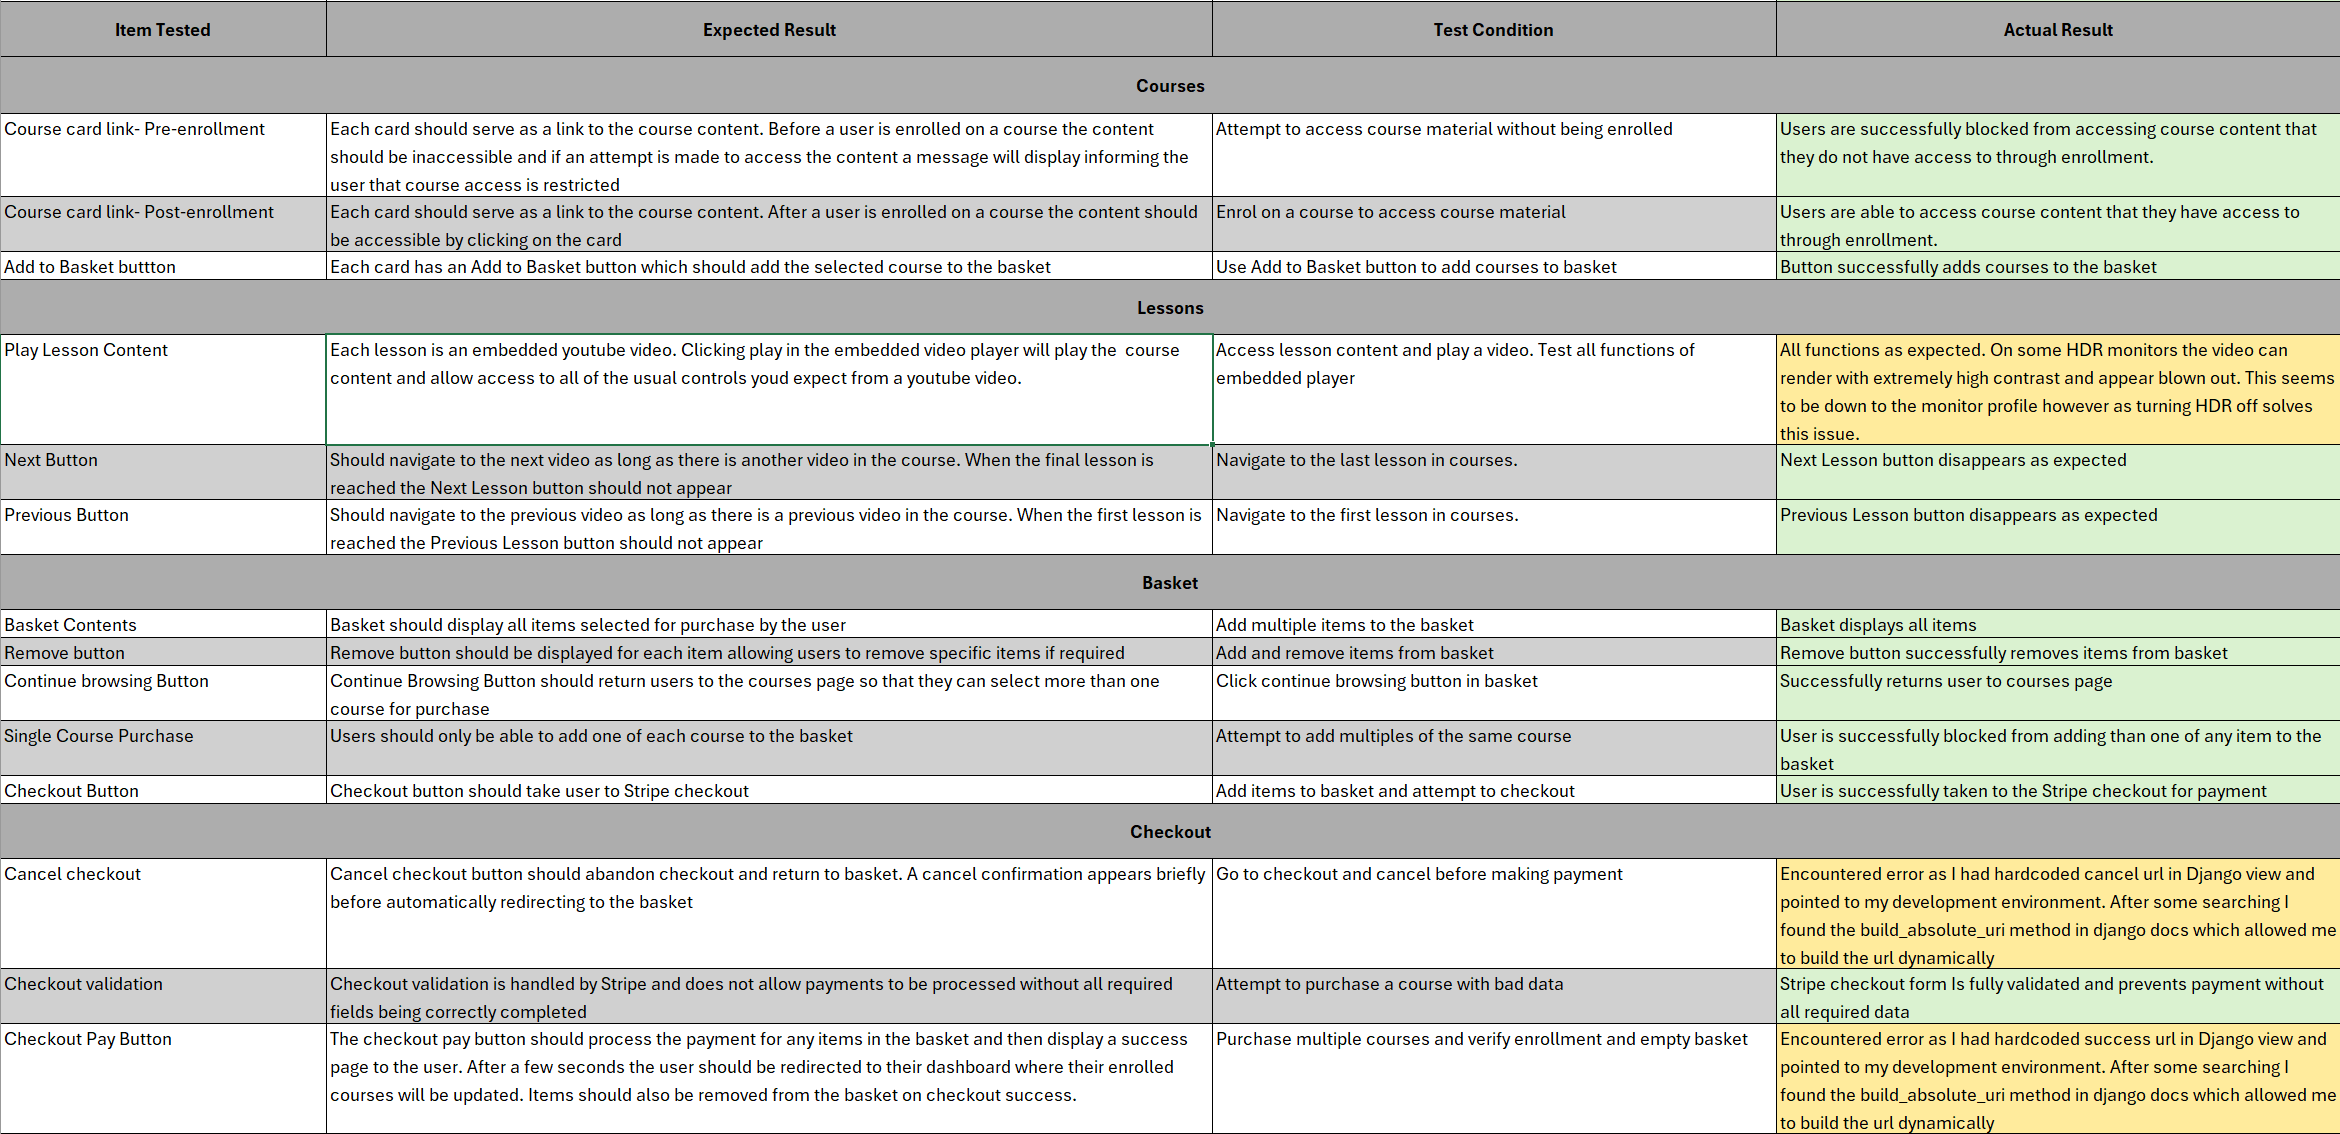 Item Tested
Expected Result
Test Condition
Actual Result
Courses
Course card link- Pre-enrollment
Each card should serve as a link to the course content. Before a user is enrolled on a course the content
should be inaccessible and if an attempt is made to access the content a message will display informing the
user that course access is restricted
Attempt to access course material without being enrolled
Users are successfully blocked from accessing course content that
they do not have access to through enrollment.
Course card link- Post-enrollment
Each card should serve as a link to the course content. After a user is enrolled on a course the content should
be accessible by clicking on the card
Enrol on a course to access course material
Users are able to access course content that they have access to
through enrollment.
Add to Basket buttton
Each card has an Add to Basket button which should add the selected course to the basket
Use Add to Basket button to add courses to basket
Button successfully adds courses to the basket
Lessons
Play Lesson Content
Each lesson is an embedded youtube video. Clicking play in the embedded video player will play the  course
content and allow access to all of the usual controls youd expect from a youtube video.
Access lesson content and play a video. Test all functions of
embedded player
All functions as expected. On some HDR monitors the video can
render with extremely high contrast and appear blown out. This seems
to be down to the monitor profile however as turning HDR off solves
this issue.
Next Button
Should navigate to the next video as long as there is another video in the course. When the final lesson is
reached the Next Lesson button should not appear
Navigate to the last lesson in courses.
Next Lesson button disappears as expected
Previous Button
Should navigate to the previous video as long as there is a previous video in the course. When the first lesson is
reached the Previous Lesson button should not appear
Navigate to the first lesson in courses.
Previous Lesson button disappears as expected
Basket
Basket Contents
Basket should display all items selected for purchase by the user
Add multiple items to the basket
Basket displays all items
Remove button
Remove button should be displayed for each item allowing users to remove specific items if required
Add and remove items from basket
Remove button successfully removes items from basket
Continue browsing Button
Continue Browsing Button should return users to the courses page so that they can select more than one
course for purchase
Click continue browsing button in basket
Successfully returns user to courses page
Single Course Purchase
Users should only be able to add one of each course to the basket
Attempt to add multiples of the same course
User is successfully blocked from adding than one of any item to the
basket
Checkout Button
Checkout button should take user to Stripe checkout
Add items to basket and attempt to checkout
User is successfully taken to the Stripe checkout for payment
Checkout
Cancel checkout
Cancel checkout button should abandon checkout and return to basket. A cancel confirmation appears briefly
before automatically redirecting to the basket
Go to checkout and cancel before making payment
Encountered error as I had hardcoded cancel url in Django view and
pointed to my development environment. After some searching I
found the build_absolute_uri method in django docs which allowed me
to build the url dynamically
Checkout validation
Checkout validation is handled by Stripe and does not allow payments to be processed without all required
fields being correctly completed
Attempt to purchase a course with bad data
Stripe checkout form Is fully validated and prevents payment without
all required data
Checkout Pay Button
The checkout pay button should process the payment for any items in the basket and then display a success
page to the user. After a few seconds the user should be redirected to their dashboard where their enrolled
courses will be updated. Items should also be removed from the basket on checkout success.
Purchase multiple courses and verify enrollment and empty basket
Encountered error as I had hardcoded success url in Django view and
pointed to my development environment. After some searching I
found the build_absolute_uri method in django docs which allowed me
to build the url dynamically